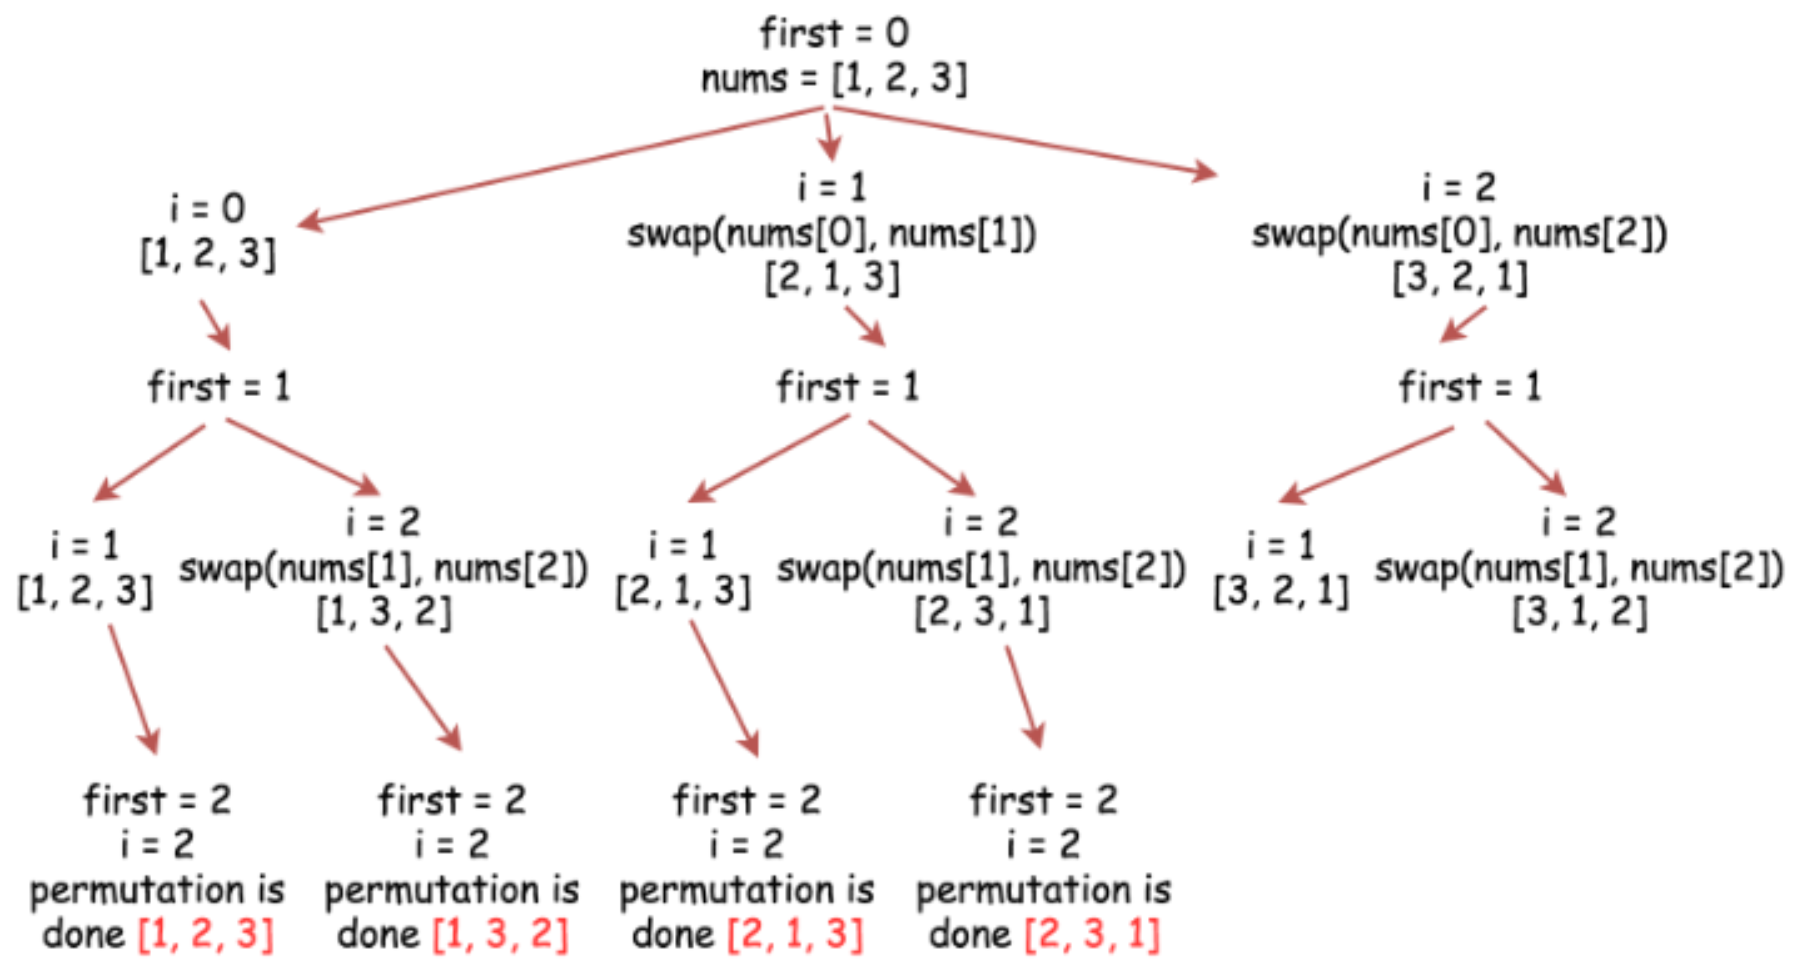 first = 0
nums = [1, 2, 3]
i = 0
[1, 2, 3]
i = 1
swap(nums[0], nums[1])
[2, 1, 3]
i = 2
swap(nums[0], nums[2])
[3, 2, 1]
first = 1
first = 1
first = 1
i = 1
[1, 2, 3]
i = 2
swap(nums[1], nums[2])
[1, 3, 2]
i = 1
[2, 1, 3]
i = 2
swap(nums[1], nums[2])
[2, 3, 1]
i = 1
[3, 2, 1]
i = 2
swap(nums[1], nums[2])
[3, 1, 2]
first = 2
i = 2
permutation is
done [1, 2, 3]
first = 2
i = 2
permutation is
done [1, 3, 2]
first = 2
i = 2
permutation is
done [2, 1, 3]
first = 2
i = 2
permutation is
done [2, 3, 1]